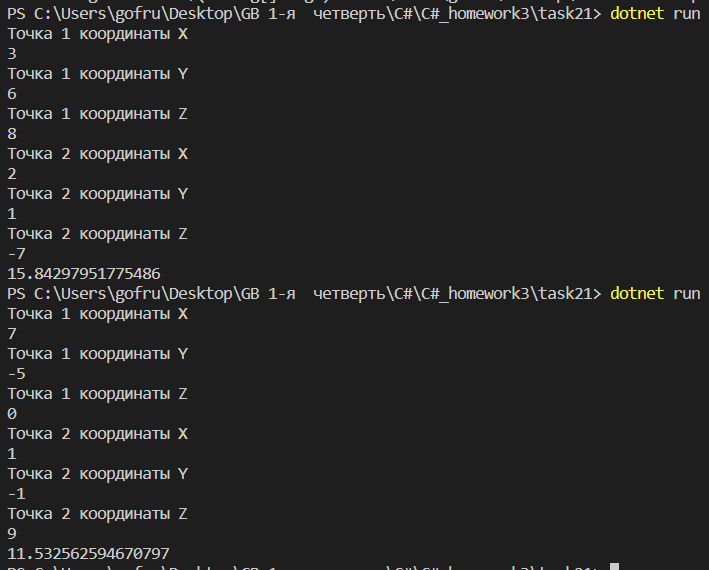 PS C:\Users\gofru\Desktop\GB 1-я  четверть\C#\C#_homework3\task21> dotnet run
Точка 1 координаты X
3
Точка 1 координаты Y
6
Точка 1 координаты Z
8
Точка 2 координаты X
2
Точка 2 координаты Y
1
Точка 2 координаты Z
-7
15.84297951775486
PS C:\Users\gofru\Desktop\GB 1-я  четверть\C#\C#_homework3\task21> dotnet run
Точка 1 координаты X
7
Точка 1 координаты Y
-5
Точка 1 координаты Z
0
Точка 2 координаты X
1
Точка 2 координаты Y
-1
Точка 2 координаты Z
9
11.532562594670797